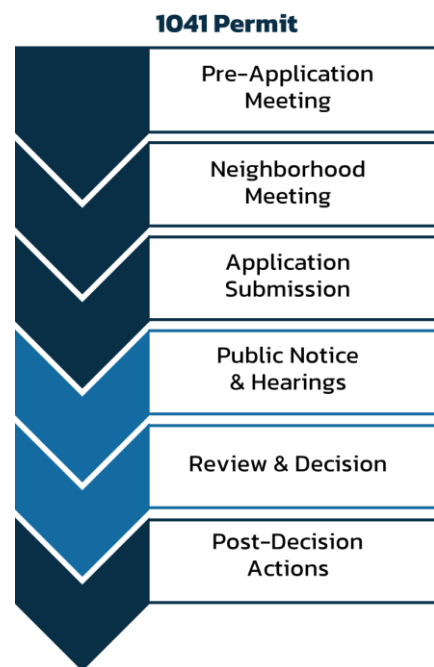 1041 Permit
Pre-Application
Meeting
Neighborhood
Meeting
Application
Submission
Public Notice
& Hearings
Review & Decision
Post-Decision
Actions